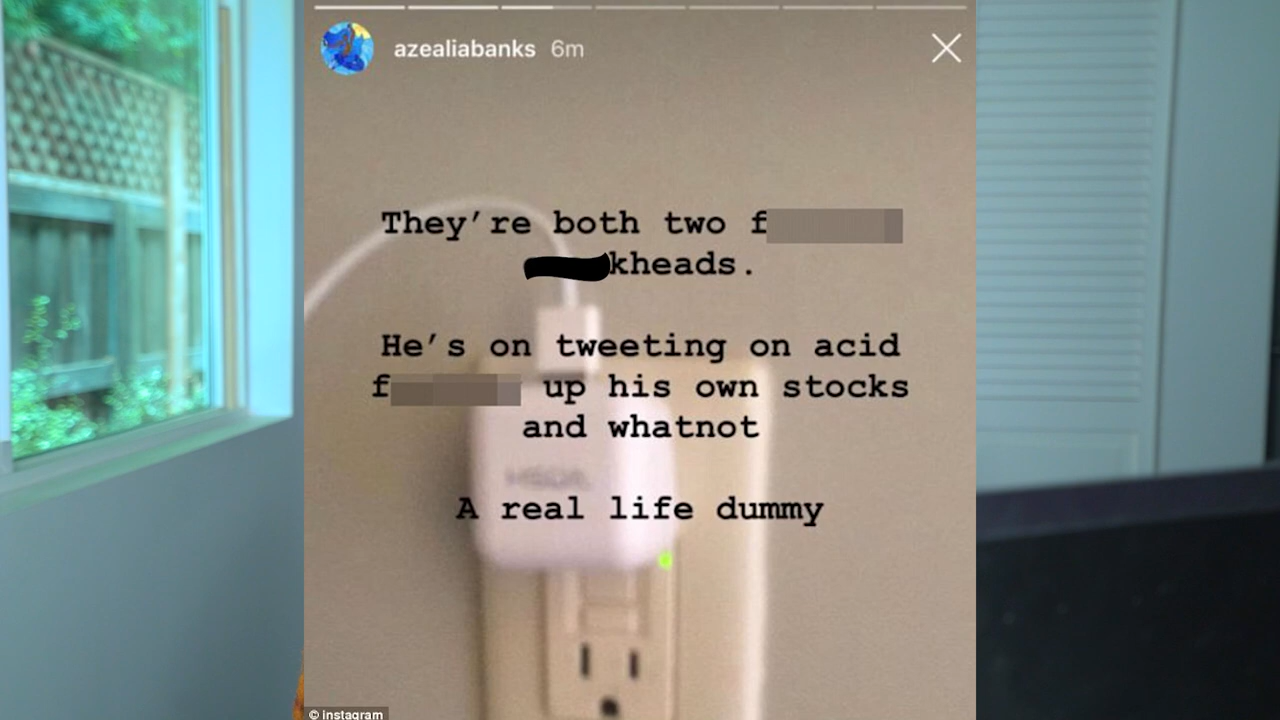 azealiabanks 6m
They're both two f
kheads.
He's on tweeting on acid
f up his own stocks
and whatnot
A real life dummy
© instagram